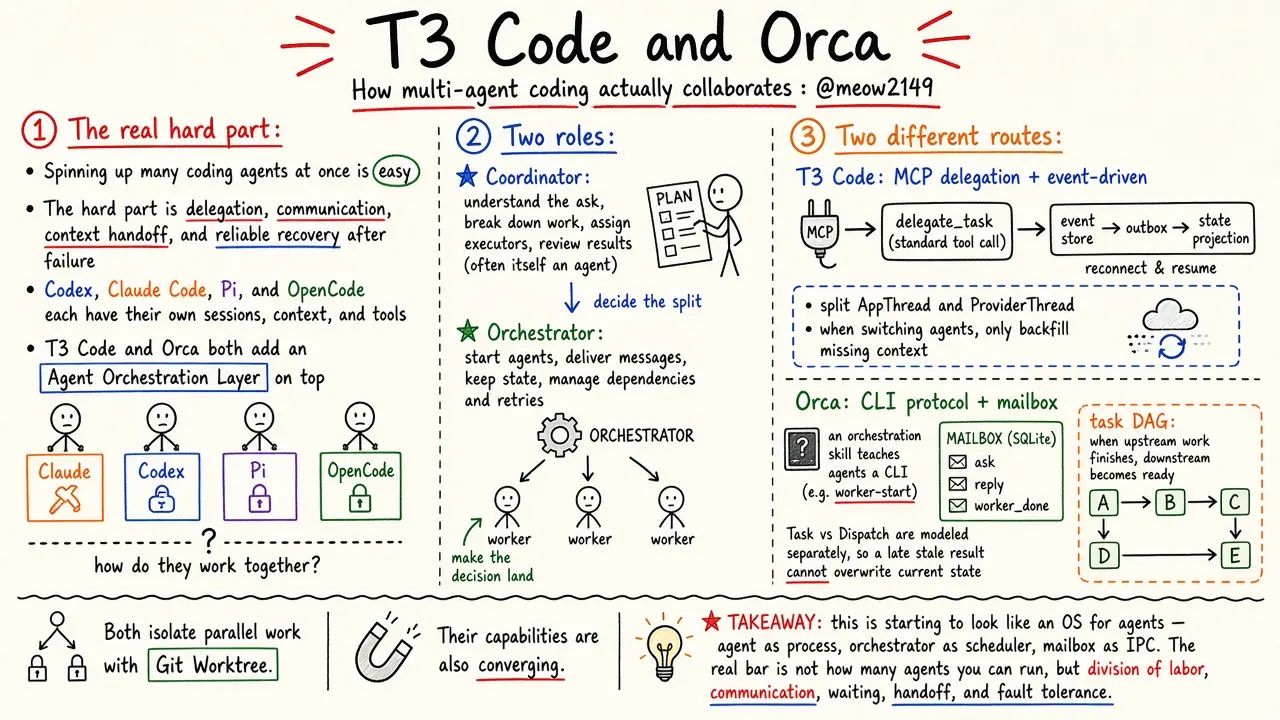 T3 Code and Orca
How multi-agent coding actually collaborates : @meow2149
1 The real hard part:
• Spinning up many coding agents at once is easy
• The hard part is delegation, communication,
context handoff, and reliable recovery after
failure
• Codex, Claude Code, Pi, and OpenCode
each have their own sessions, context, and tools
• T3 Code and Orca both add an
Agent Orchestration Layer on top
Claude
Codex
Pi
OpenCode
?
how do they work together?
2 Two roles:
Coordinator:
understand the ask,
break down work, assign
executors, review results
(often itself an agent)
PLAN
decide the split
Orchestrator:
start agents, deliver messages,
keep state, manage dependencies
and retries
ORCHESTRATOR
worker
worker
worker
make the
decision land
3 Two different routes:
T3 Code: MCP delegation + event-driven
MCP
delegate_task
(standard tool call)
event
store
→ outbox →
state
projection
reconnect & resume
• split AppThread and ProviderThread
• when switching agents, only backfill
missing context
Orca: CLI protocol + mailbox
?
an orchestration
skill teaches
agents a CLI
(e.g. worker-start)
MAILBOX (SQLite)
ask
reply
worker_done
Task vs Dispatch are modeled
separately, so a late stale result
cannot overwrite current state
task DAG:
when upstream work
finishes, downstream
becomes ready
A → B → C
D → E
Both isolate parallel work
with Git Worktree.
Their capabilities are
also converging.
TAKEAWAY: this is starting to look like an OS for agents —
agent as process, orchestrator as scheduler, mailbox as IPC. The
real bar is not how many agents you can run, but division of labor,
communication, waiting, handoff, and fault tolerance.